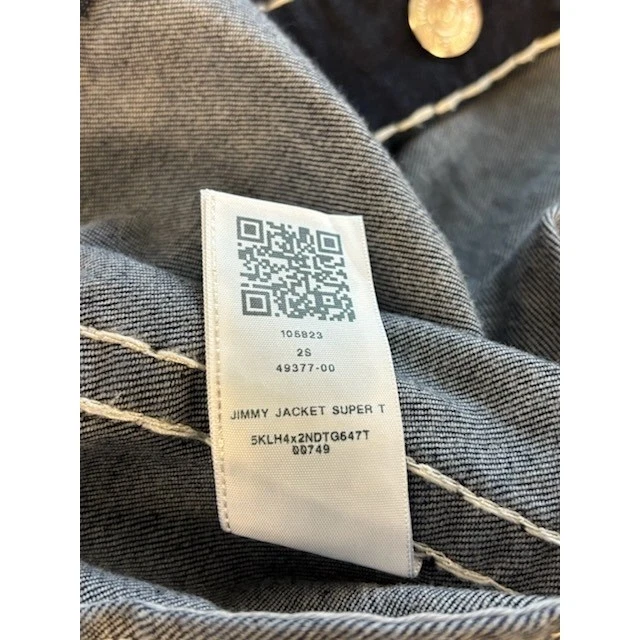 105823
2S
49377-00
JIMMY JACKET SUPER T
5KLH4x2NDTG647T
00749